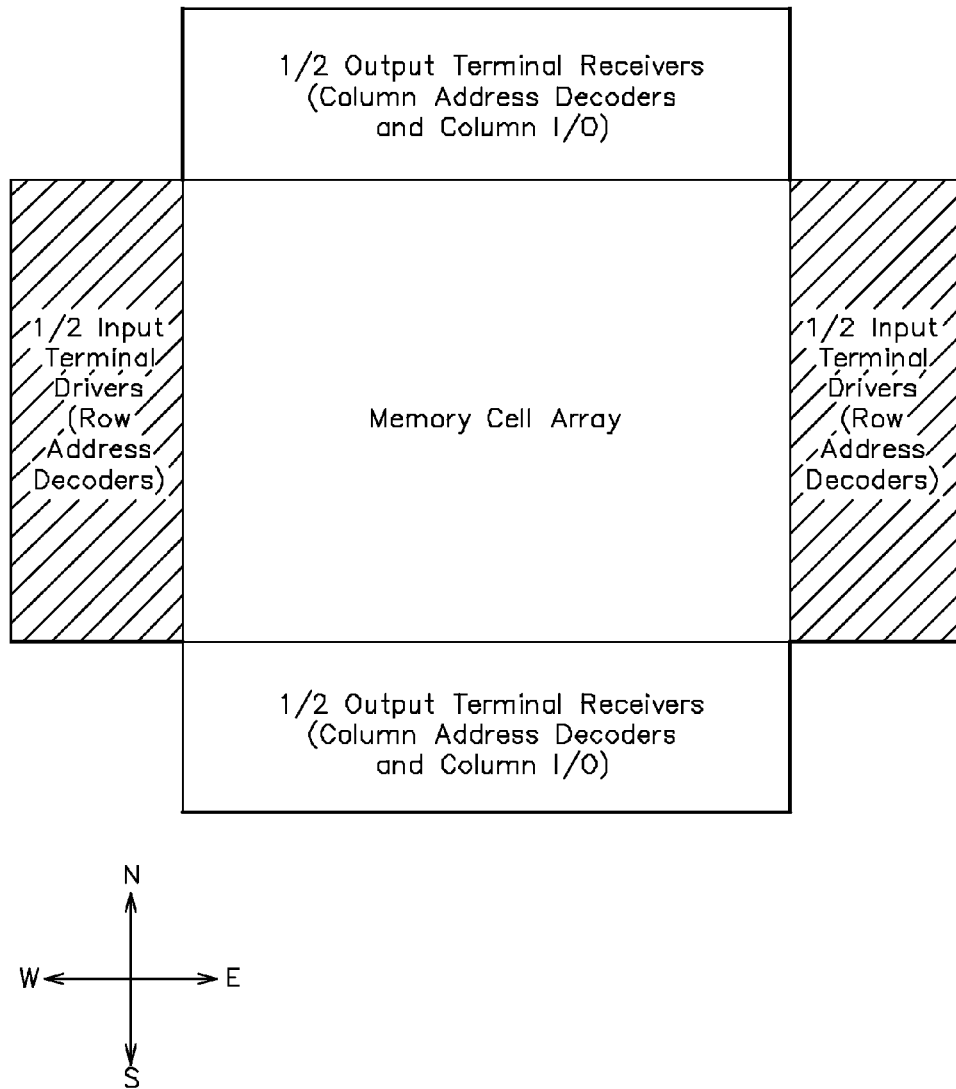 1/2 Output Terminal Receivers
(Column Address Decoders
and Column I/O)
1/2 Input
Terminal
Drivers
(Row
Address
Decoders)
Memory Cell Array
1/2 Input
Terminal
Drivers
(Row
Address
Decoders)
1/2 Output Terminal Receivers
(Column Address Decoders
and Column I/O)
N
W
E
S